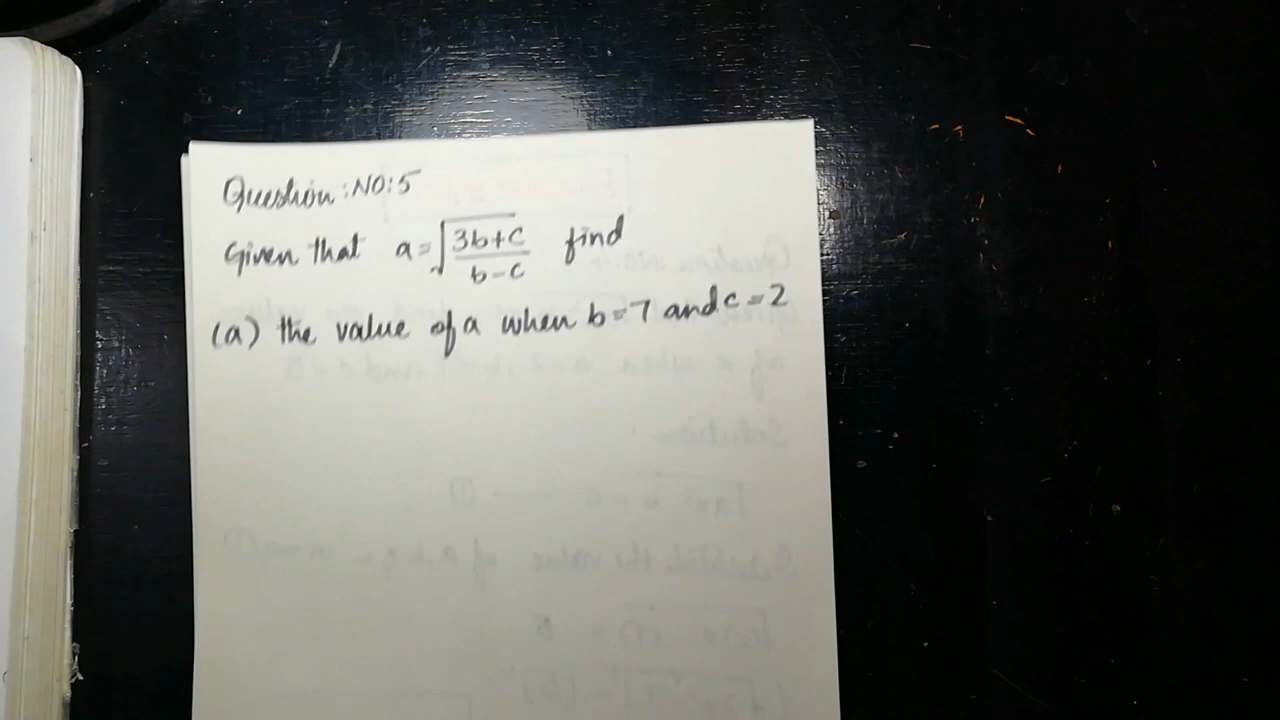 Question:NO:5
Given that a=√(3b+c)/(b-c) find
(a) the value of a when b=7 and c=2